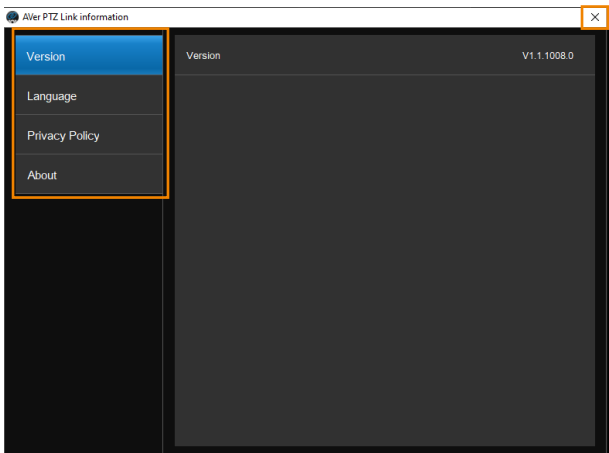 AVer PTZ Link information
Version
Language
Privacy Policy
About
Version V1.1.1008.0